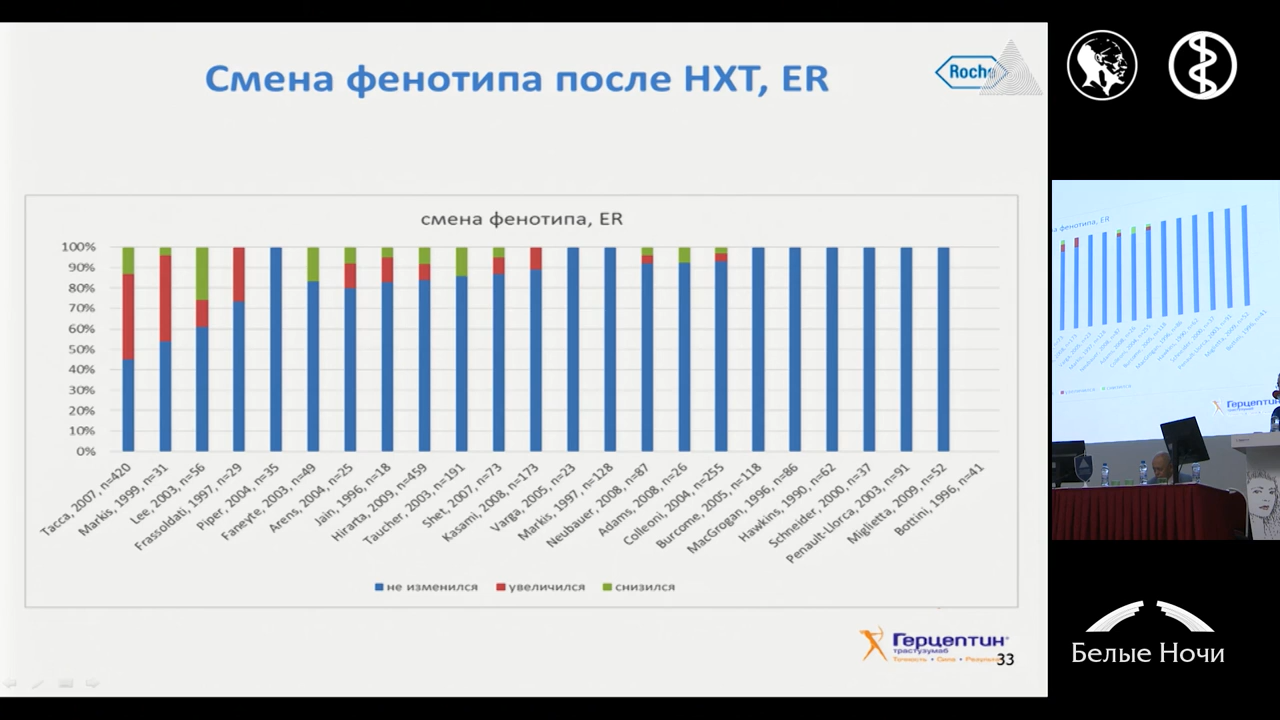 Смена фенотипа после НХТ, ER
Roche
смена фенотипа, ER
100%
90%
80%
70%
60%
50%
40%
30%
20%
10%
0%
Tacca, 2007, n=420
Markis, 1999, n=31
Lee, 2003, n=56
Frassoldati, 1997, n=29
Piper, 2004, n=35
Faneyte, 2003, n=49
Arens, 2004, n=25
Jain, 1996, n=18
Hirarta, 2009, n=459
Taucher, 2003, n=191
Shet, 2007, n=73
Kasami, 2008, n=173
Varga, 2005, n=23
Markis, 1997, n=128
Neubauer, 2008, n=87
Adams, 2008, n=26
Colleoni, 2004, n=255
Burcome, 2005, n=118
MacGrogan, 1996, n=86
Hawkins, 1990, n=62
Schneider, 2000, n=37
Penault-Llorca, 2003, n=91
Miglietta, 2009, n=52
Bottini, 1996, n=41
не изменился увеличился снизился
Герцептин
трастузумаб
Точность • Сила •
33
фенотипа, ER
Герцептин
Белые Ночи